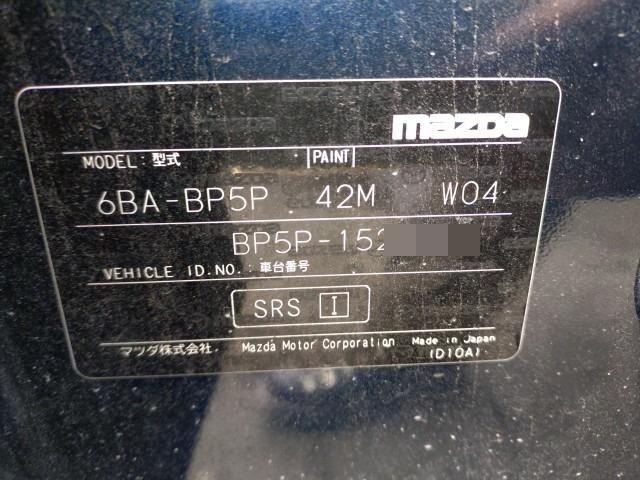 mazda
MODEL: 型式 PAINT
6BA-BP5P 42M W04
BP5P-152
VEHICLE ID.NO.: 車台番号
SRS I
マツダ株式会社. Mazda Motor Corporation Made in Japan
(D10A)